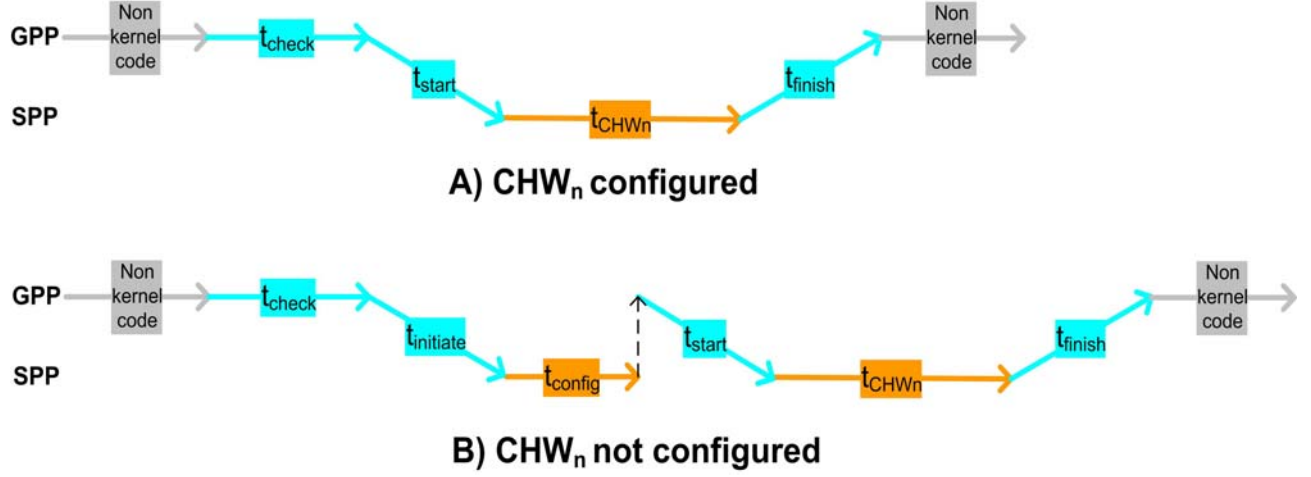 GPP
Non
kernel
code
tcheck
tstart
tfinish
Non
kernel
code
SPP
tCHWn
A) CHWn configured
GPP
Non
kernel
code
tcheck
tinitiate
tstart
tfinish
Non
kernel
code
SPP
tconfig
tCHWn
B) CHWn not configured